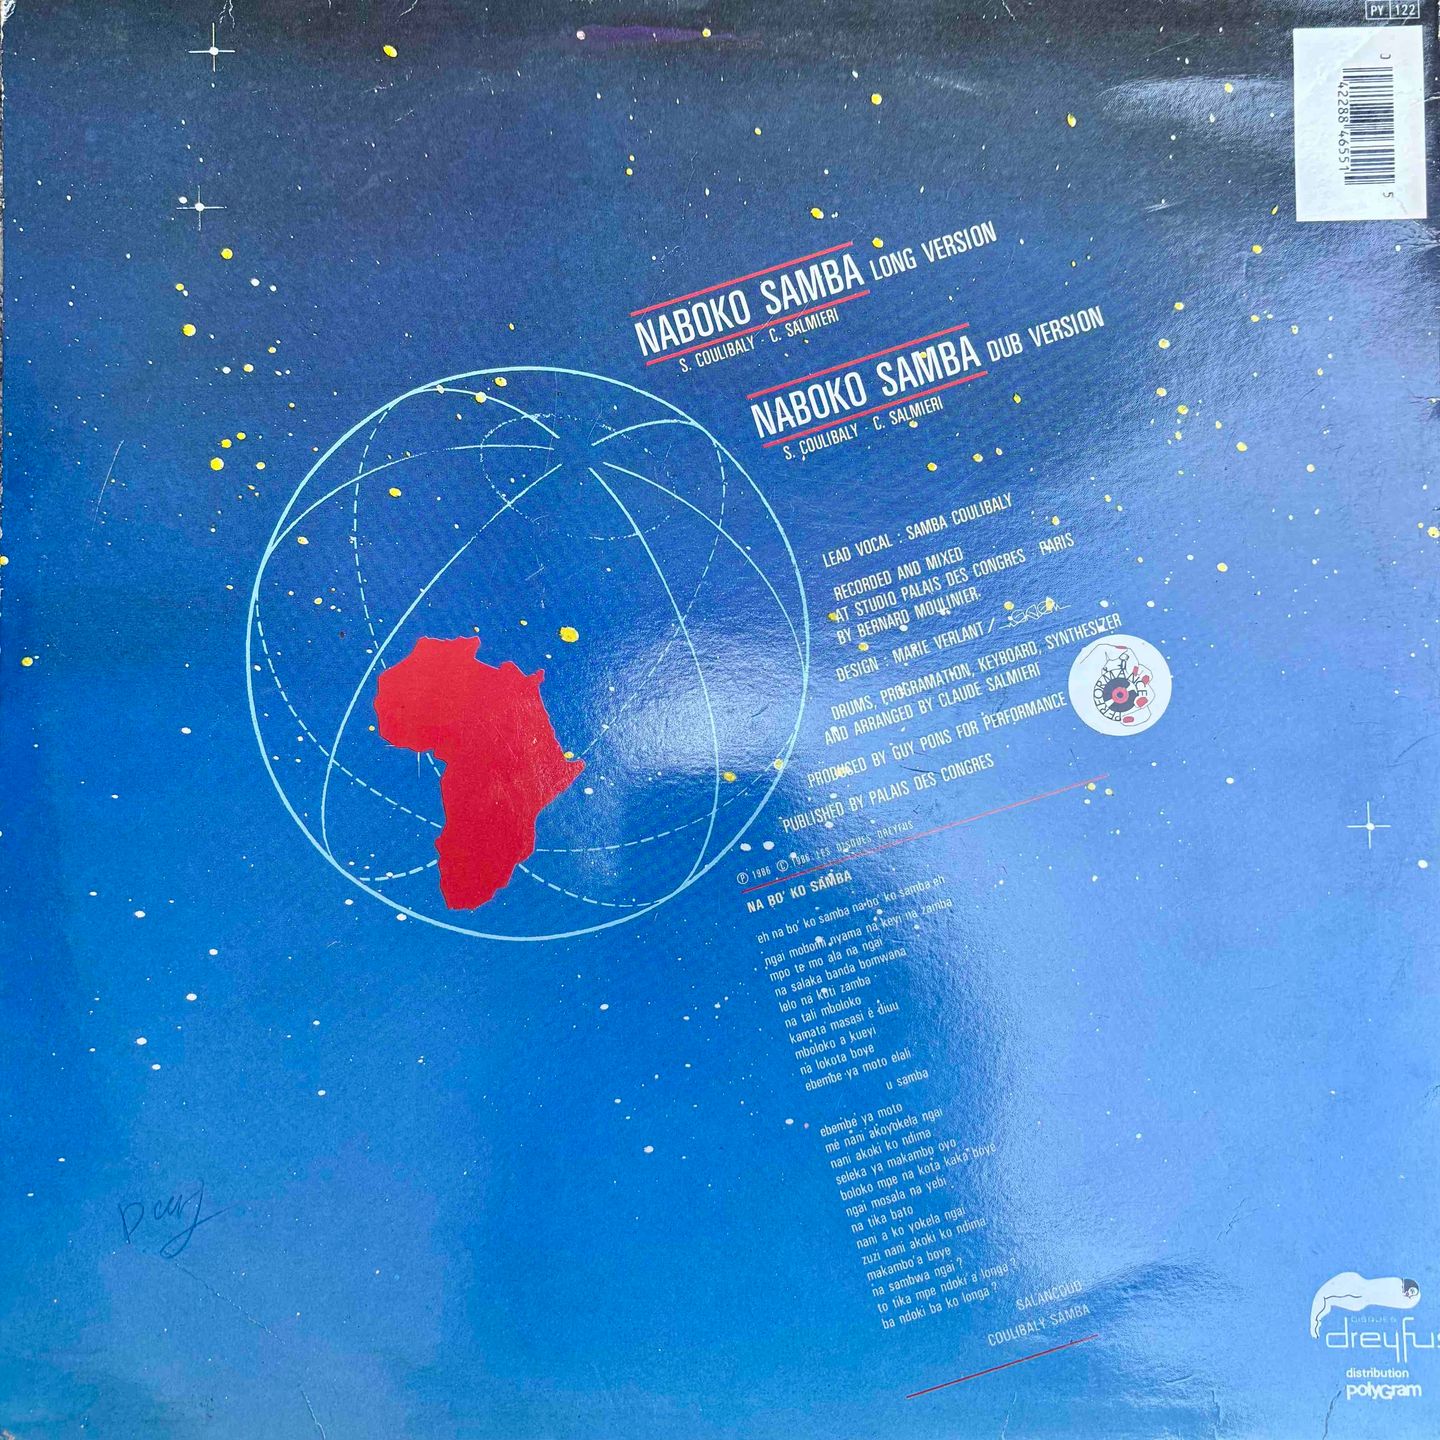 PY 122
0 42288 46551 5
NABOKO SAMBA LONG VERSION
S. COULIBALY - C. SALMIERI
NABOKO SAMBA DUB VERSION
S. COULIBALY - C. SALMIERI
LEAD VOCAL : SAMBA COULIBALY
RECORDED AND MIXED
AT STUDIO PALAIS DES CONGRES PARIS
BY BERNARD MOULINIER.
DESIGN : MARIE VERLANT /
DRUMS, PROGRAMATION, KEYBOARD, SYNTHESIZER
AND ARRANGED BY CLAUDE SALMIERI
PERFORMANCE
PRODUCED BY GUY PONS FOR PERFORMANCE
PUBLISHED BY PALAIS DES CONGRES
℗ 1986 © 1986 LES DISQUES DREYFUS
NA BO' KO SAMBA
eh na bo' ko samba na bo' ko samba eh
ngai mobomi nyama na keyi na zamba
mpo te mo ala na ngai
na salaka banda bomwana
lelo na koti zamba
na tali mboloko
kamata masasi é diuu
mboloko a kueyi
na lokota boye
ebembe ya moto elali
u samba
ebembe ya moto
mé nani akoyokela ngai
nani akoki ko ndima
seleka ya makambo oyo
boloko mpe na kota kaka boye
ngai mosala na yebi
na tika bato
nani a ko yokela ngai
zuzi nani akoki ko ndima
makambo'a boye
na sambwa ngai ?
to tika mpe ndoki a longa ?
ba ndoki ba ko longa ?
SALANCOUD
COULIBALY SAMBA
DISQUES
dreyfus
distribution
polyGram